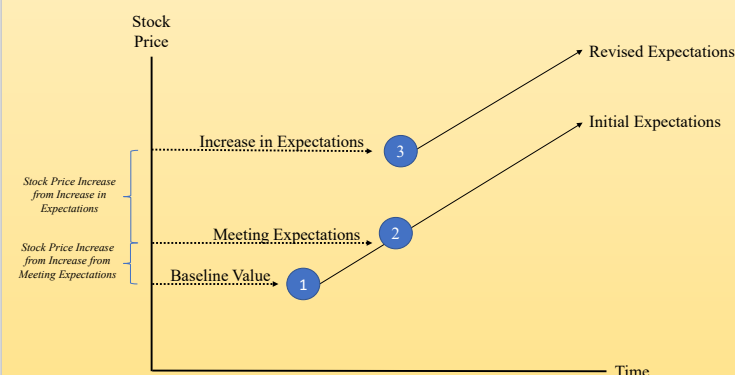 Stock
Price
Revised Expectations
Initial Expectations
Increase in Expectations
3
Stock Price Increase
from Increase in
Expectations
Meeting Expectations
2
Stock Price Increase
from Increase from
Meeting Expectations
Baseline Value
1
Time